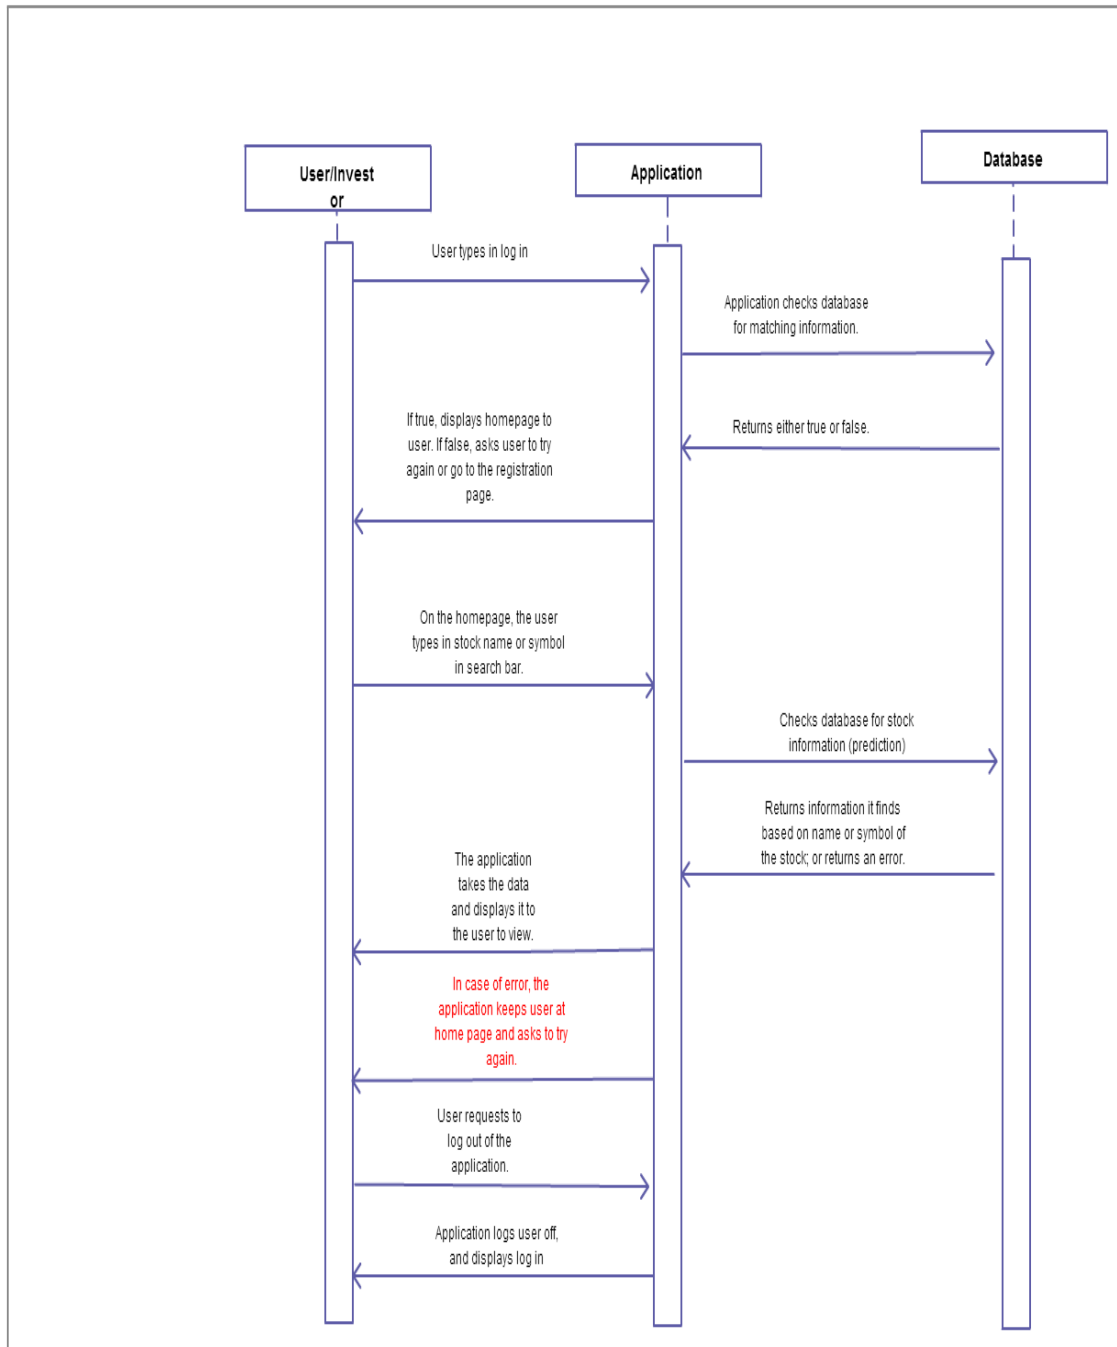 User/Invest
or
Application
Database
User types in log in
Application checks database
for matching information.
If true, displays homepage to
user. If false, asks user to try
again or go to the registration
page.
Returns either true or false.
On the homepage, the user
types in stock name or symbol
in search bar.
Checks database for stock
information (prediction)
Returns information it finds
based on name or symbol of
the stock; or returns an error.
The application
takes the data
and displays it to
the user to view.
In case of error, the
application keeps user at
home page and asks to try
again.
User requests to
log out of the
application.
Application logs user off,
and displays log in